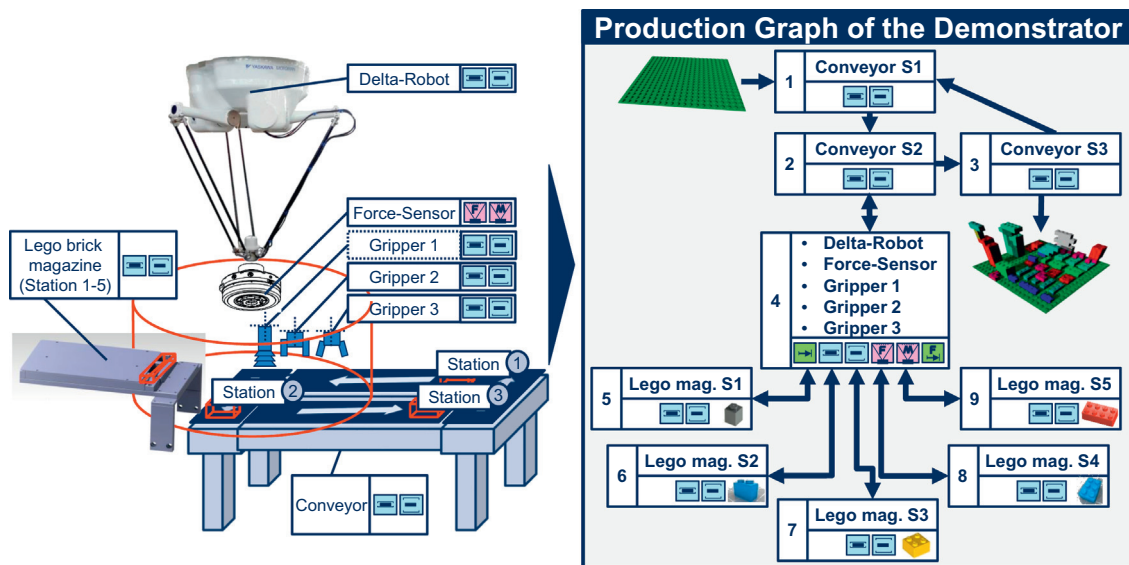 Production Graph of the Demonstrator
Delta-Robot
YASKAWA
Force-Sensor
F
M
Gripper 1
Gripper 2
Gripper 3
Lego brick
magazine
(Station 1-5)
Station 1
Station 2
Station 3
Conveyor
1
Conveyor S1
2
Conveyor S2
3
Conveyor S3
4
• Delta-Robot
• Force-Sensor
• Gripper 1
• Gripper 2
• Gripper 3
F
M
F
5
Lego mag. S1
9
Lego mag. S5
6
Lego mag. S2
8
Lego mag. S4
7
Lego mag. S3